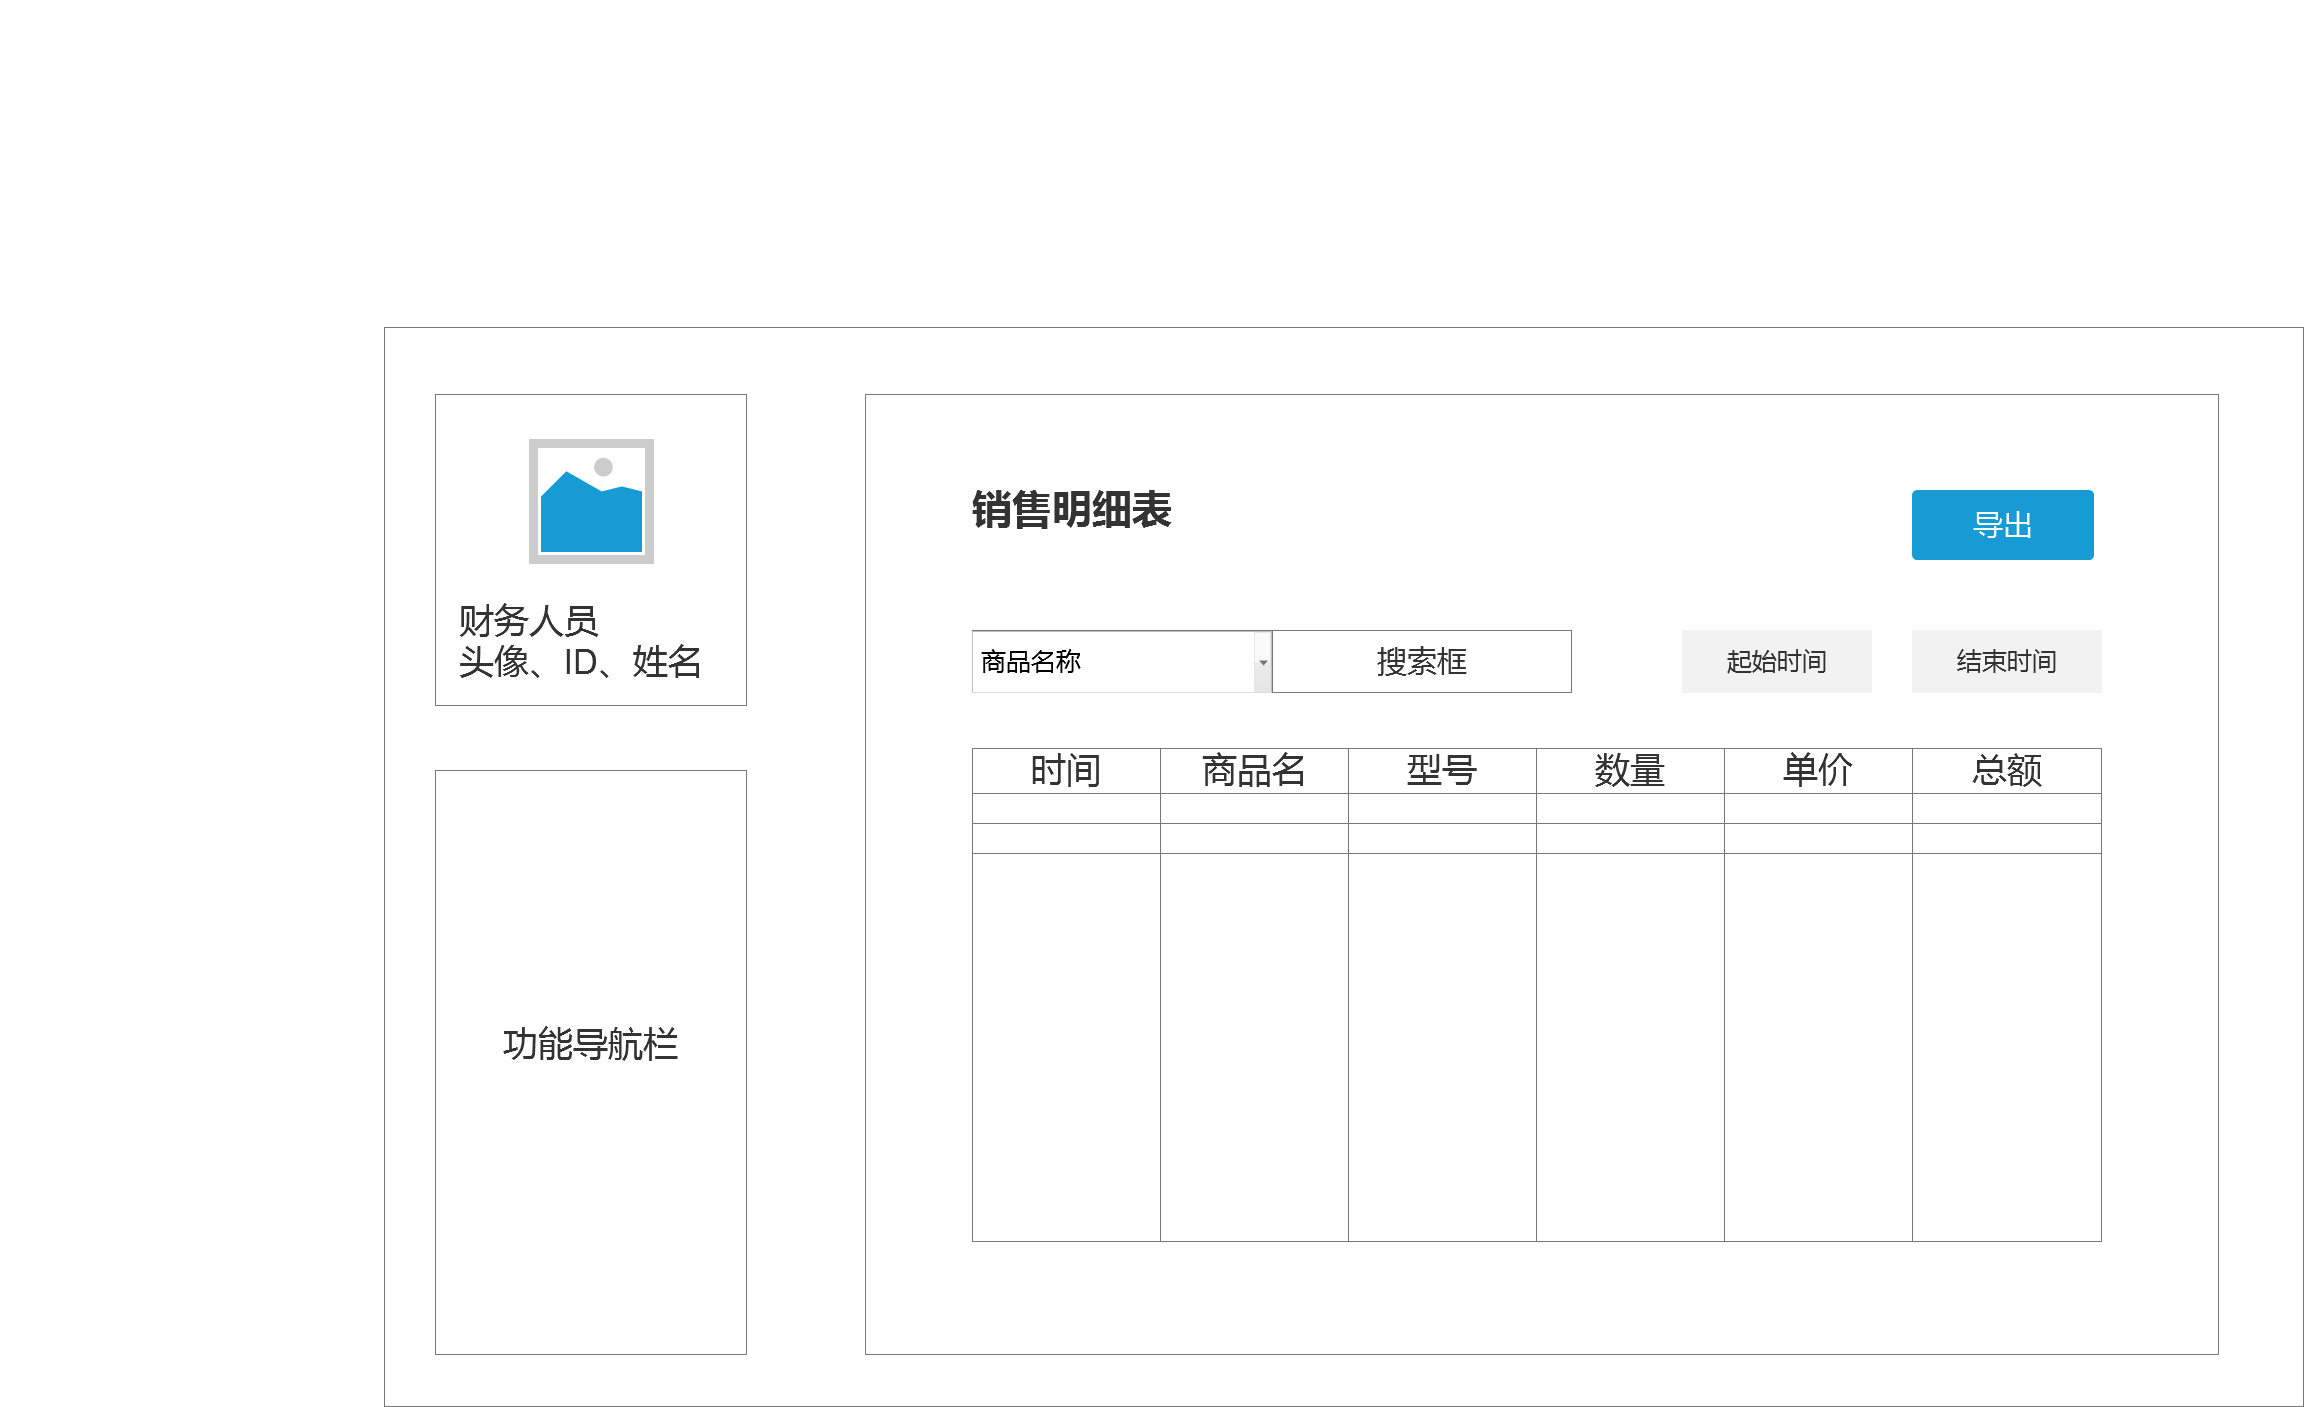 财务人员
头像、ID、姓名
功能导航栏
销售明细表
导出
商品名称
搜索框
起始时间
结束时间
时间 商品名 型号 数量 单价 总额